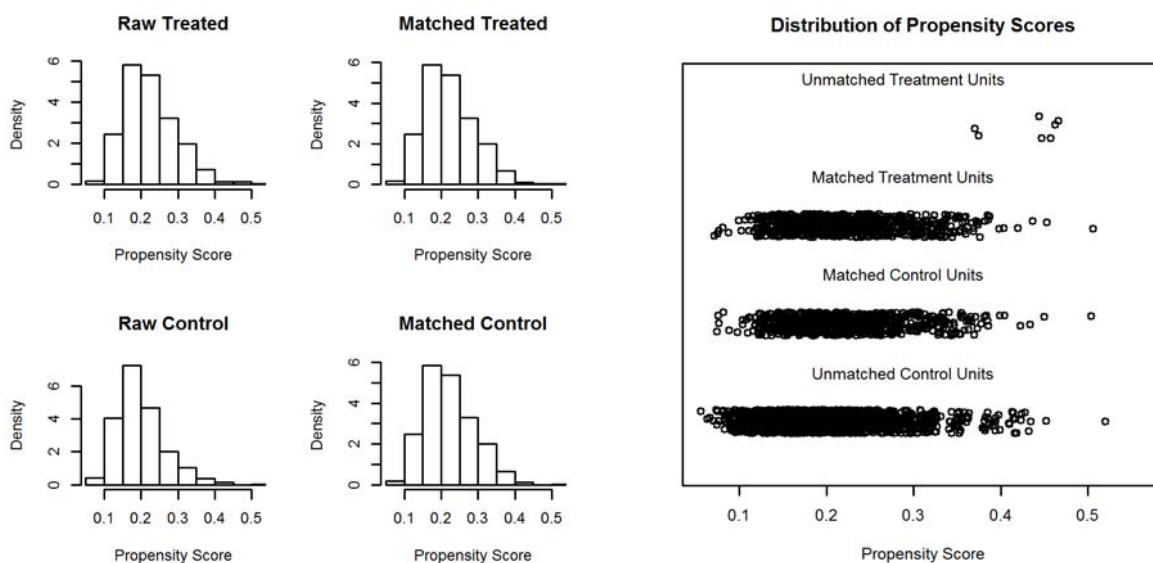 Raw Treated
Density
0 2 4 6
0.1 0.2 0.3 0.4 0.5
Propensity Score
Matched Treated
Density
0 2 4 6
0.1 0.2 0.3 0.4 0.5
Propensity Score
Raw Control
Density
0 2 4 6
0.1 0.2 0.3 0.4 0.5
Propensity Score
Matched Control
Density
0 2 4 6
0.1 0.2 0.3 0.4 0.5
Propensity Score
Distribution of Propensity Scores
Unmatched Treatment Units
Matched Treatment Units
Matched Control Units
Unmatched Control Units
0.1 0.2 0.3 0.4 0.5
Propensity Score